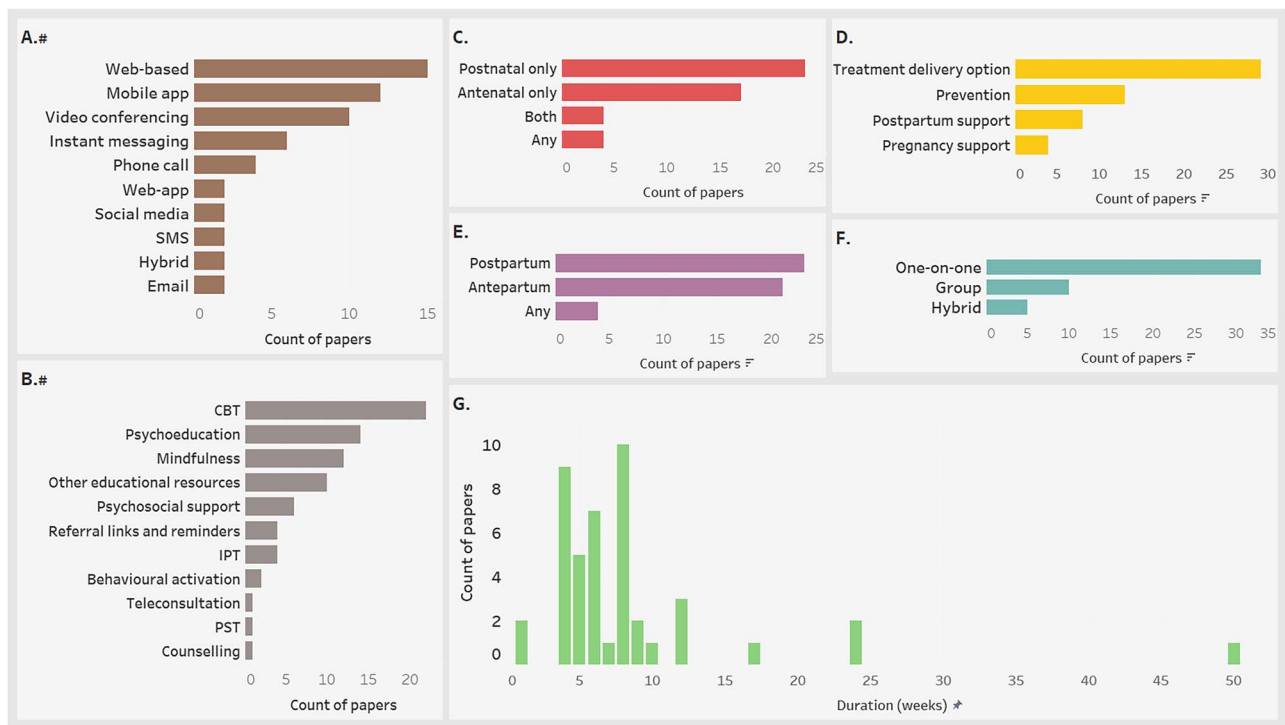 A.#
Web-based
Mobile app
Video conferencing
Instant messaging
Phone call
Web-app
Social media
SMS
Hybrid
Email
0 5 10 15
Count of papers
B.#
CBT
Psychoeducation
Mindfulness
Other educational resources
Psychosocial support
Referral links and reminders
IPT
Behavioural activation
Teleconsultation
PST
Counselling
0 5 10 15 20
Count of papers
C.
Postnatal only
Antenatal only
Both
Any
0 5 10 15 20 25
Count of papers
D.
Treatment delivery option
Prevention
Postpartum support
Pregnancy support
0 5 10 15 20 25 30
Count of papers
E.
Postpartum
Antepartum
Any
0 5 10 15 20 25
Count of papers
F.
One-on-one
Group
Hybrid
0 5 10 15 20 25 30 35
Count of papers
G.
Count of papers
10
8
6
4
2
0
0 5 10 15 20 25 30 35 40 45 50
Duration (weeks)